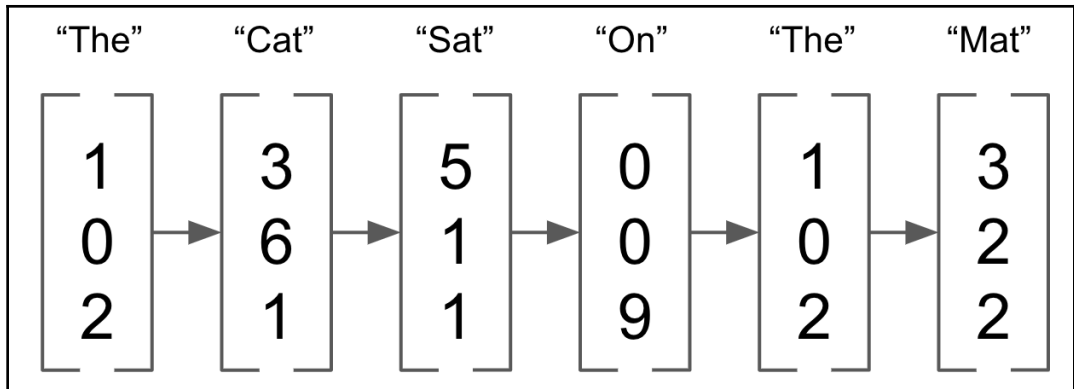 “The” “Cat” “Sat” “On” “The” “Mat”
1 3 5 0 1 3
0 6 1 0 0 2
2 1 1 9 2 2